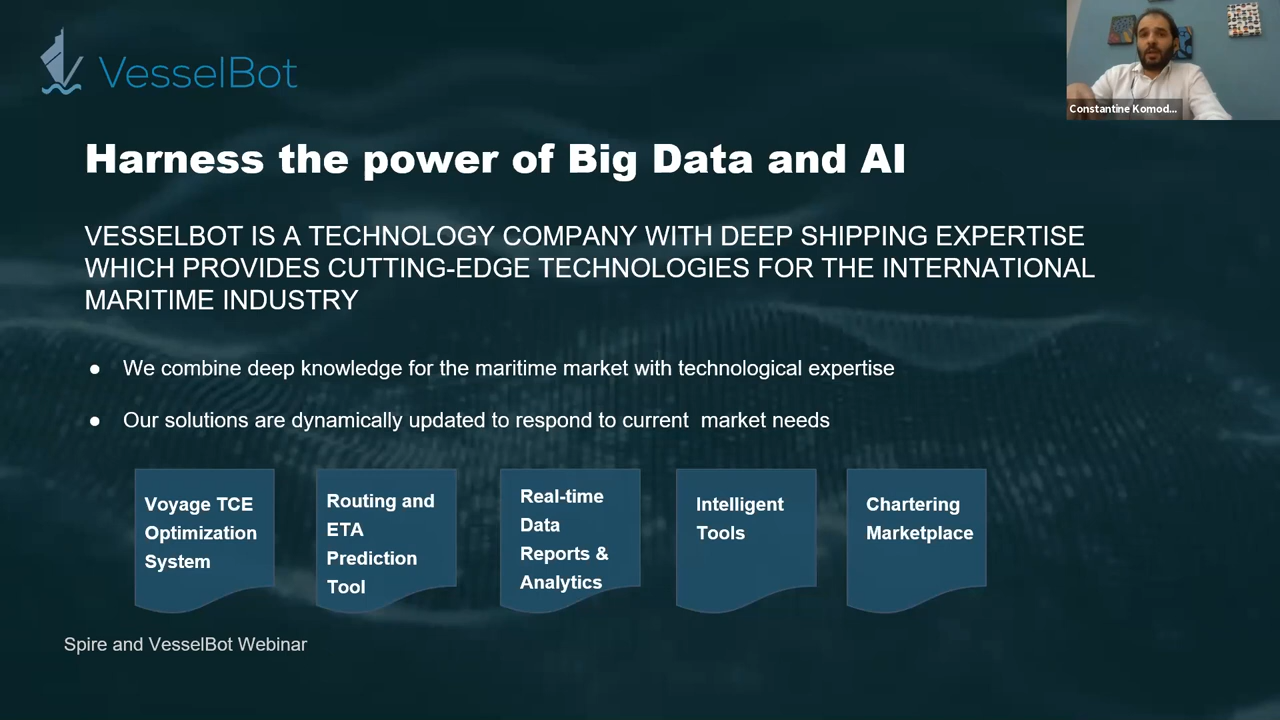 VesselBot
Constantine Komod...
Harness the power of Big Data and AI
VESSELBOT IS A TECHNOLOGY COMPANY WITH DEEP SHIPPING EXPERTISE
WHICH PROVIDES CUTTING-EDGE TECHNOLOGIES FOR THE INTERNATIONAL
MARITIME INDUSTRY
● We combine deep knowledge for the maritime market with technological expertise
● Our solutions are dynamically updated to respond to current  market needs
Voyage TCE
Optimization
System
Routing and
ETA
Prediction
Tool
Real-time
Data
Reports &
Analytics
Intelligent
Tools
Chartering
Marketplace
Spire and VesselBot Webinar